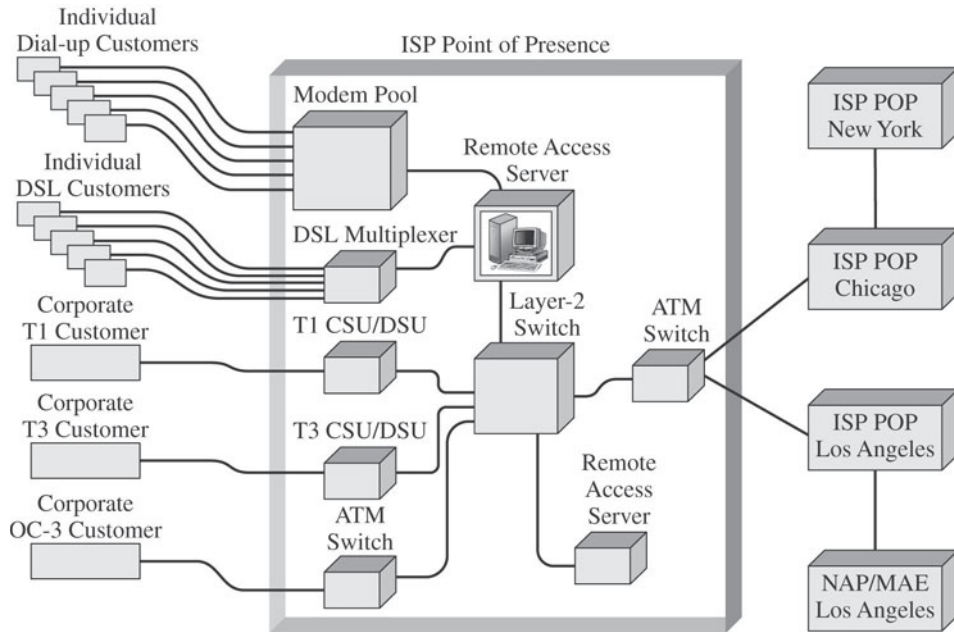 Individual
Dial-up Customers
ISP Point of Presence
Modem Pool
Remote Access
Server
Individual
DSL Customers
DSL Multiplexer
Layer-2
Switch
ATM
Switch
Corporate
T1 Customer
T1 CSU/DSU
Corporate
T3 Customer
T3 CSU/DSU
Corporate
OC-3 Customer
ATM
Switch
Remote
Access
Server
ISP POP
New York
ISP POP
Chicago
ISP POP
Los Angeles
NAP/MAE
Los Angeles